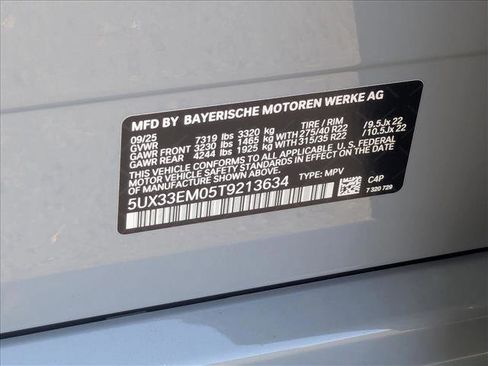 MFD BY BAYERISCHE MOTOREN WERKE AG
09/25 TIRE / RIM
GVWR 7319 lbs 3320 kg
GAWR FRONT 3230 lbs 1465 kg WITH 275/40 R22 / 9.5Jx 22
GAWR REAR 4244 lbs 1925 kg WITH 315/35 R22 / 10.5Jx 22
THIS VEHICLE CONFORMS TO ALL APPLICABLE U.S. FEDERAL
MOTOR VEHICLE SAFETY STANDARDS IN EFFECT ON THE DATE
OF MANUFACTURE SHOWN ABOVE.
5UX33EM05T9213634 TYPE: MPV C4P
7 320 729